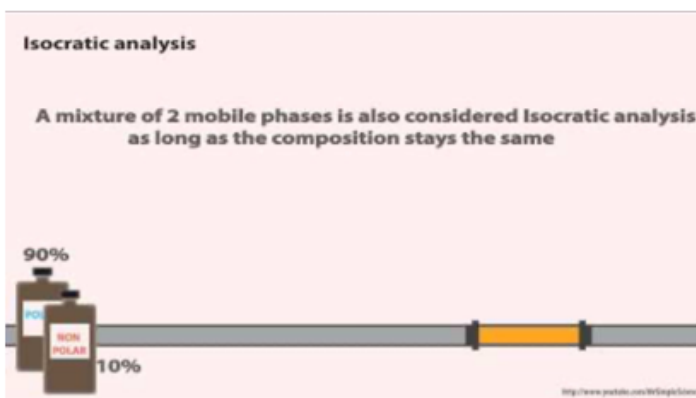 Isocratic analysis
A mixture of 2 mobile phases is also considered Isocratic analysis
as long as the composition stays the same
90%
NON
POLAR
10%